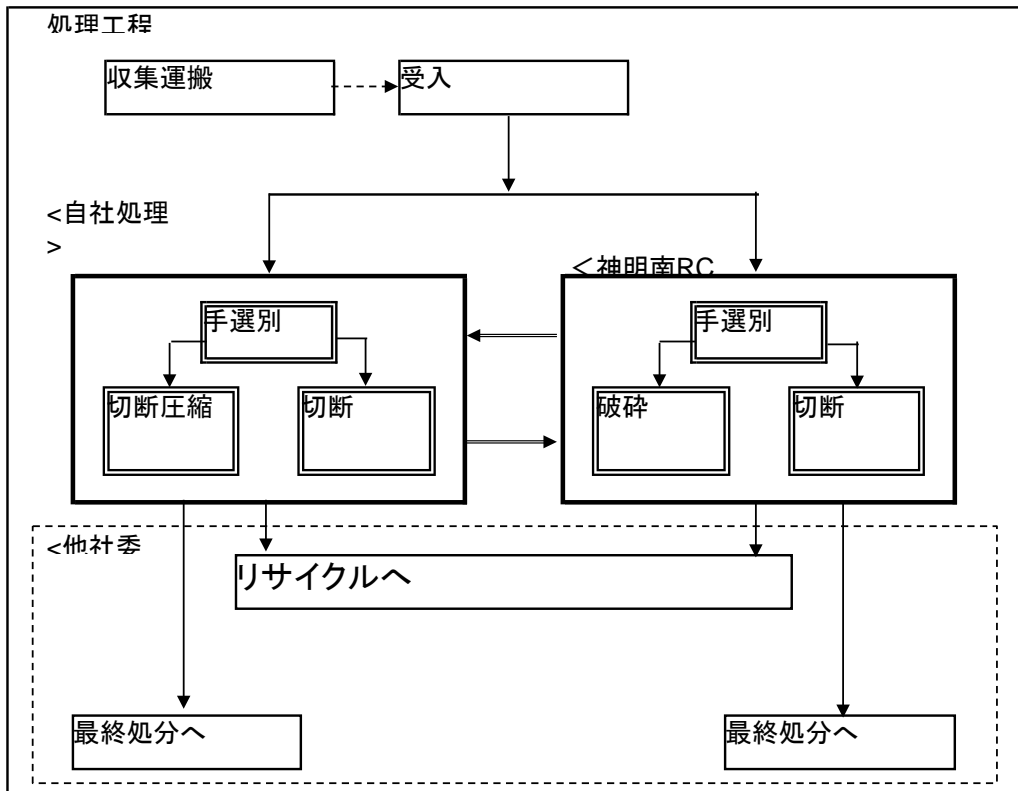 処理工程
収集運搬
受入
<自社処理
>
＜神明南RC
手選別
手選別
切断圧縮
切断
破砕
切断
<他社委
リサイクルへ
最終処分へ
最終処分へ